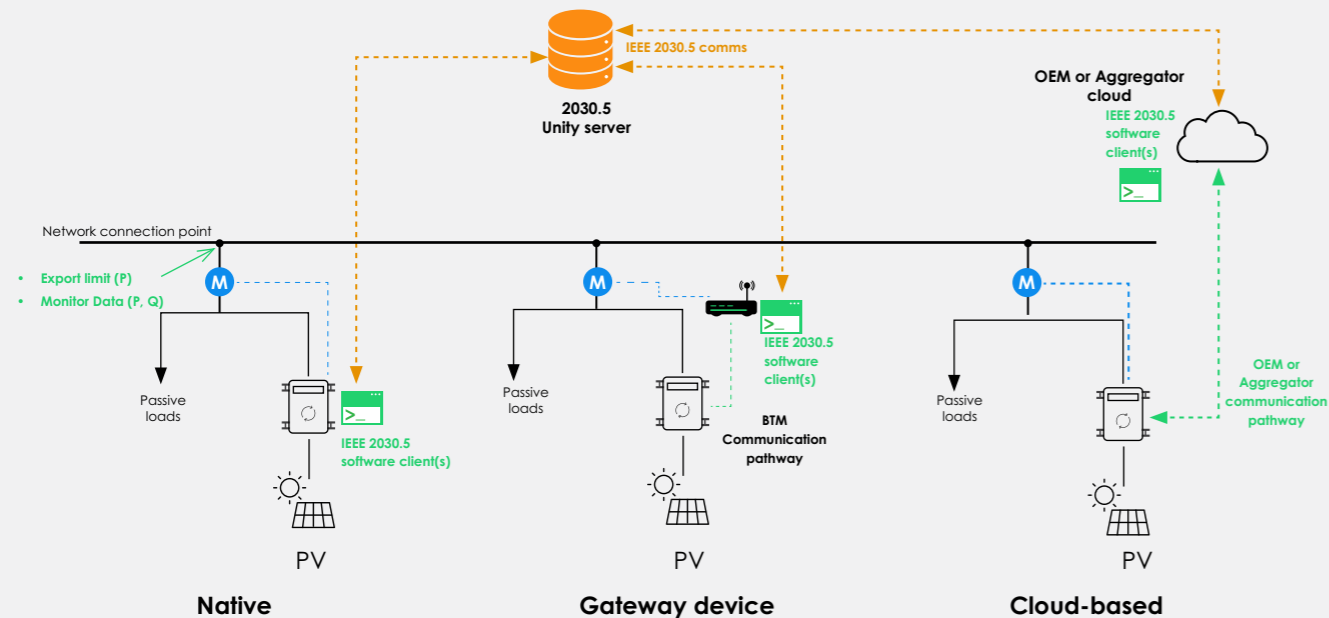 IEEE 2030.5 comms
2030.5
Unity server
OEM or Aggregator
cloud
IEEE 2030.5
software
client(s)
>_
Network connection point
• Export limit (P)
• Monitor Data (P, Q)
M
M
M
>_
IEEE 2030.5
software
client(s)
Passive
loads
>_
IEEE 2030.5
software client(s)
Passive
loads
BTM
Communication
pathway
Passive
loads
OEM or
Aggregator
communication
pathway
PV
PV
PV
Native
Gateway device
Cloud-based